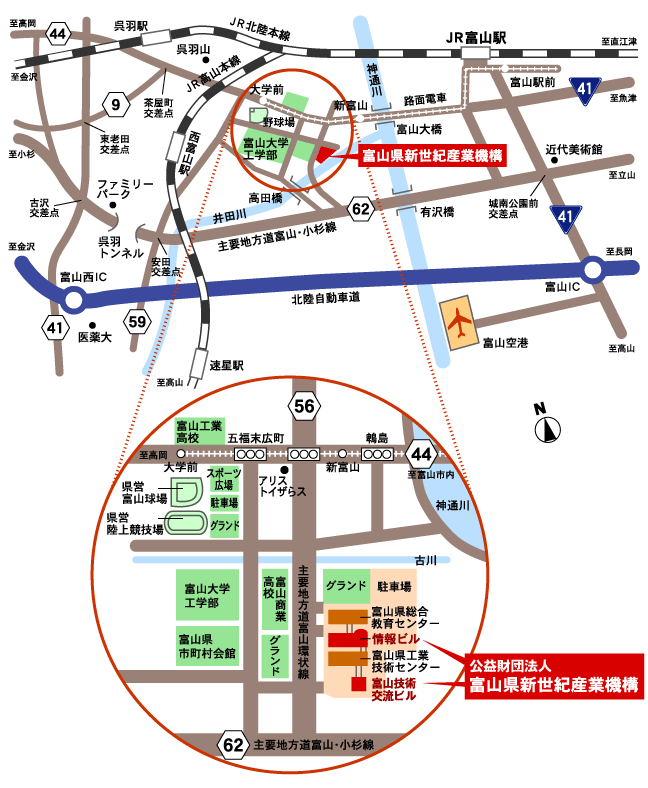 至高岡
44
呉羽駅
JR北陸本線
JR富山駅
至直江津
呉羽山
至金沢
JR高山本線
神通川
大学前
新富山
路面電車
富山駅前
41
至魚津
9
茶屋町
交差点
野球場
富山大橋
東老田
交差点
西富山駅
富山大学
工学部
富山県新世紀産業機構
近代美術館
至小杉
至立山
ファミリー
パーク
高田橋
古沢
交差点
井田川
62
有沢橋
城南公園前
交差点
41
呉羽
トンネル
安田
交差点
主要地方道富山・小杉線
至金沢
至長岡
富山西IC
北陸自動車道
富山IC
41
59
医薬大
富山空港
至高山
速星駅
至高山
N
56
富山工業
高校
五福末広町
鵯島
至高岡
44
大学前
アリス
トイザらス
新富山
至富山市内
スポーツ
広場
県営
富山球場
駐車場
神通川
県営
陸上競技場
グランド
古川
富山大学
工学部
富山商業
高校
主要地方道富山環状線
グランド
駐車場
富山県総合
教育センター
富山県
市町村会館
グランド
情報ビル
富山県工業
技術センター
公益財団法人
富山県新世紀産業機構
富山技術
交流ビル
62
主要地方道富山・小杉線